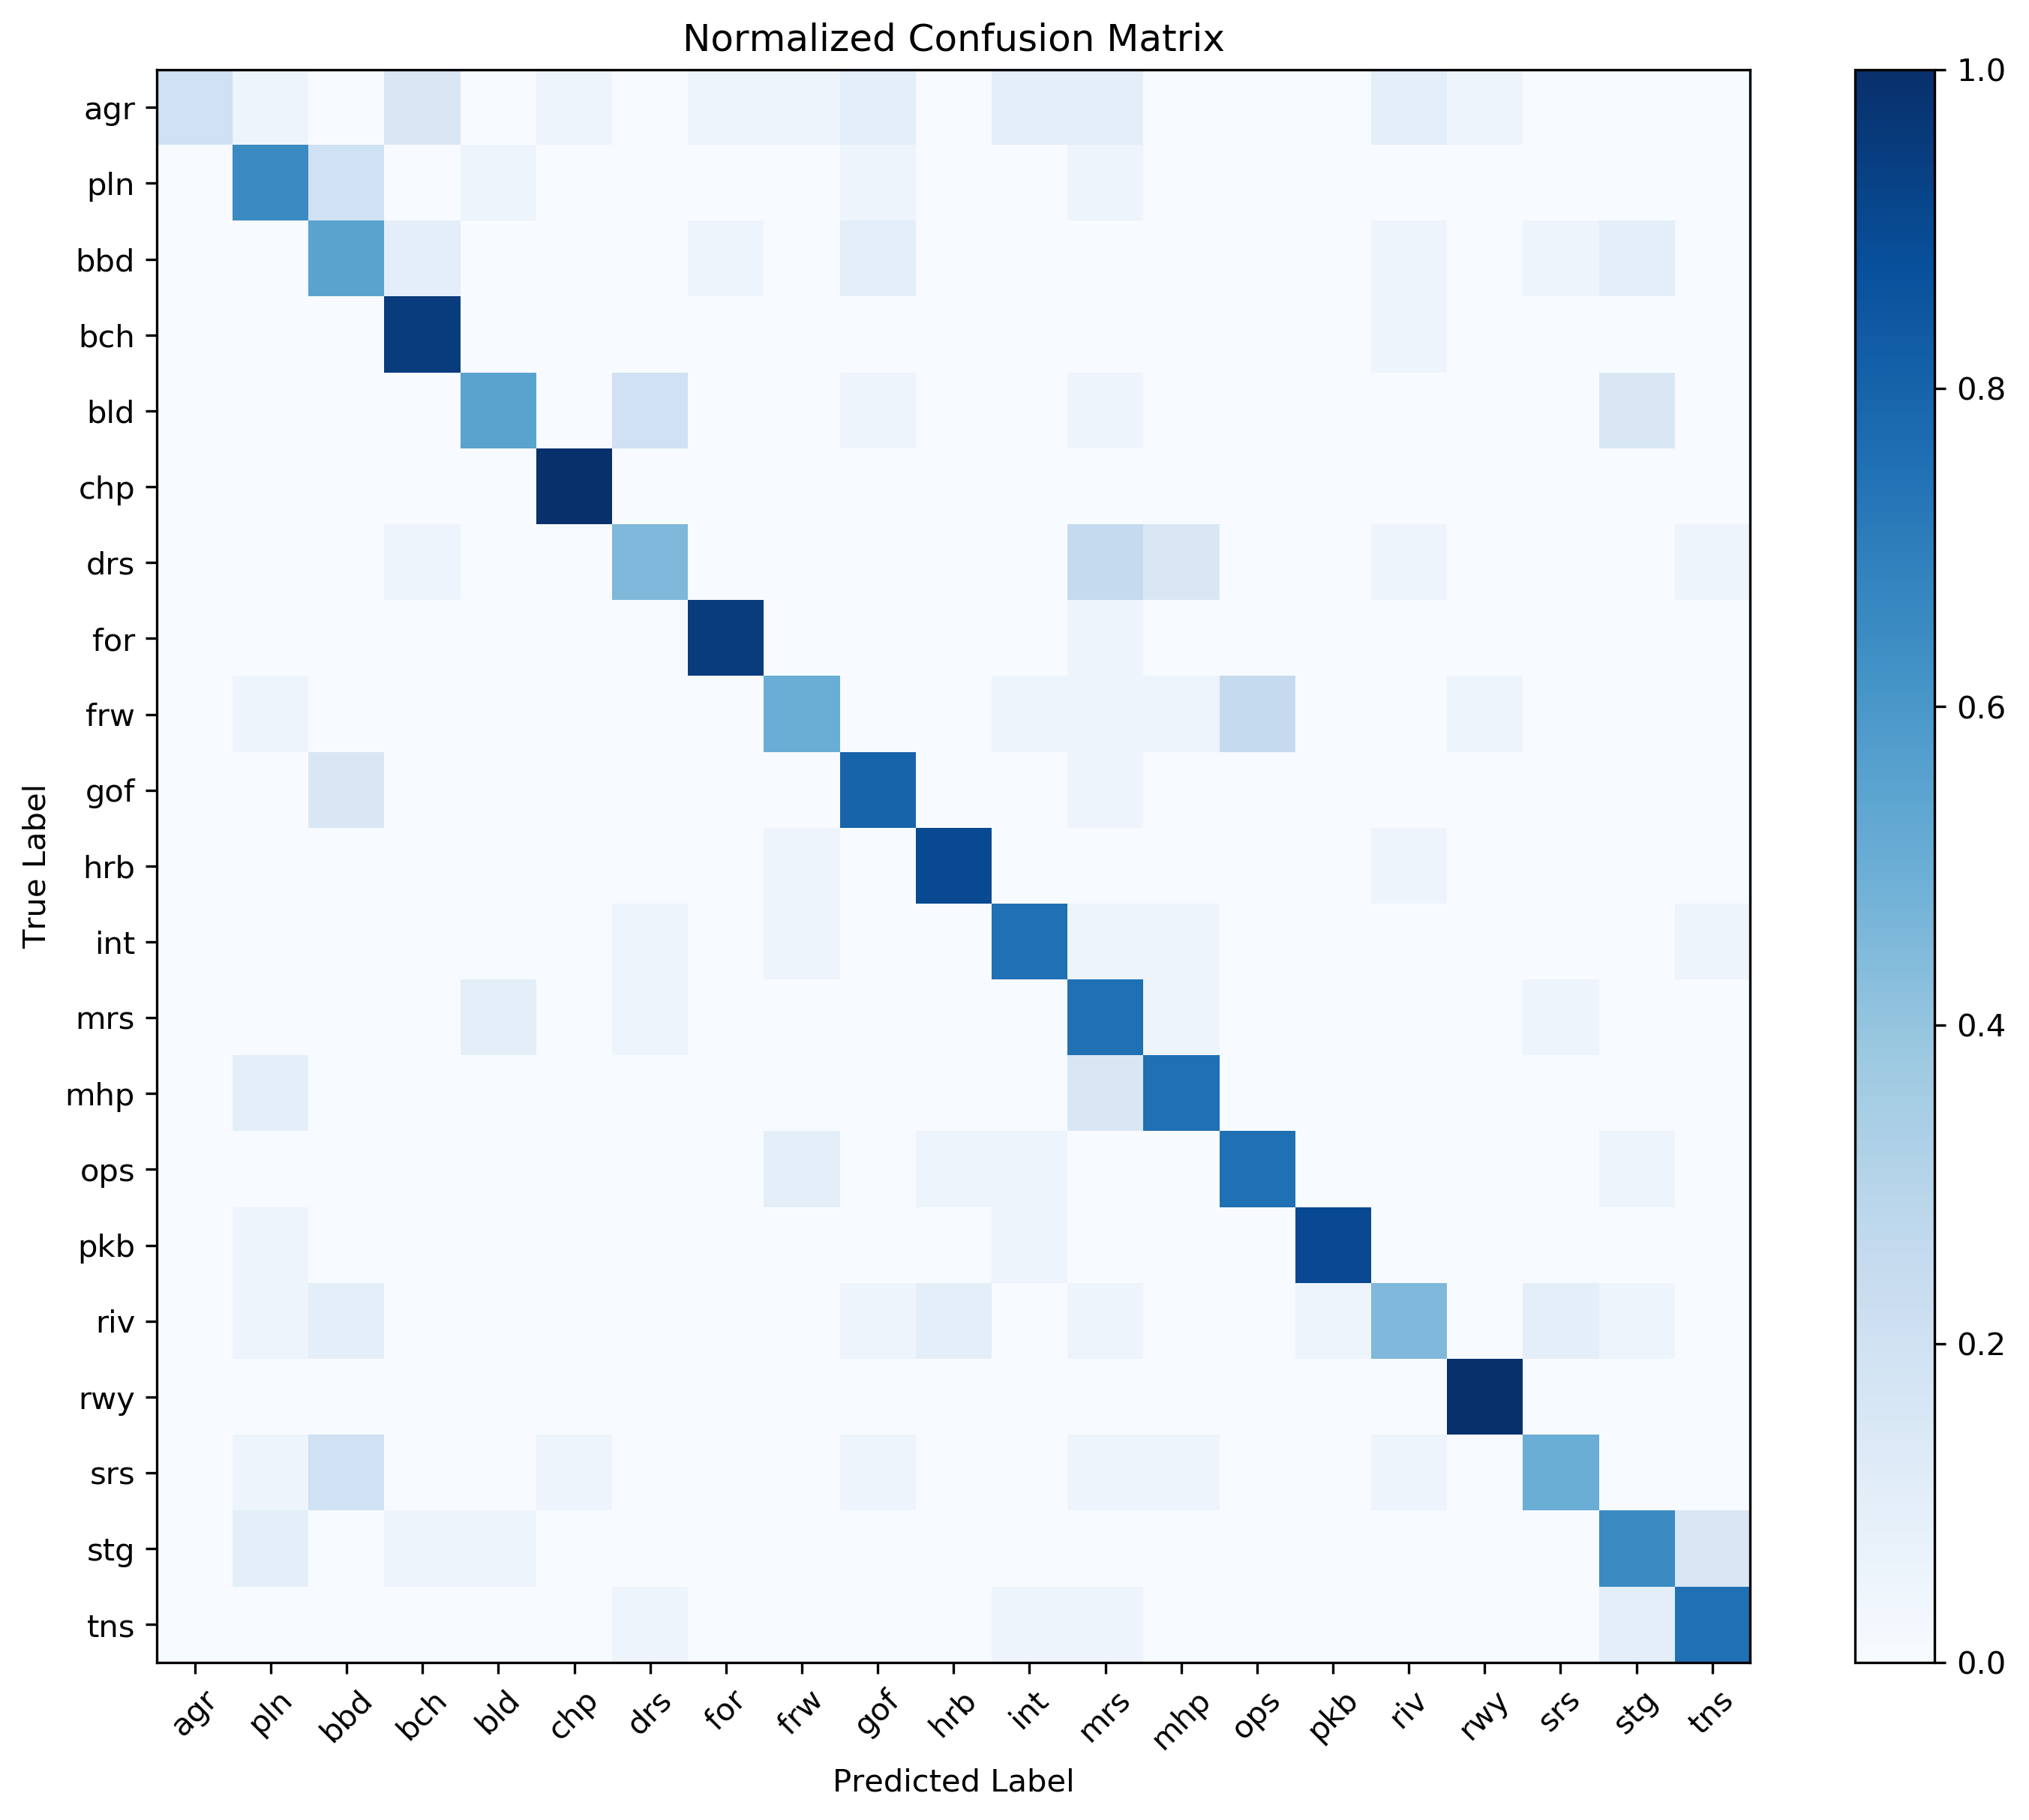 Normalized Confusion Matrix
agr
pln
bbd
bch
bld
chp
drs
for
frw
gof
hrb
int
mrs
mhp
ops
pkb
riv
rwy
srs
stg
tns
True Label
agr pln bbd bch bld chp drs for frw gof hrb int mrs mhp ops pkb riv rwy srs stg tns
Predicted Label
1.0
0.8
0.6
0.4
0.2
0.0